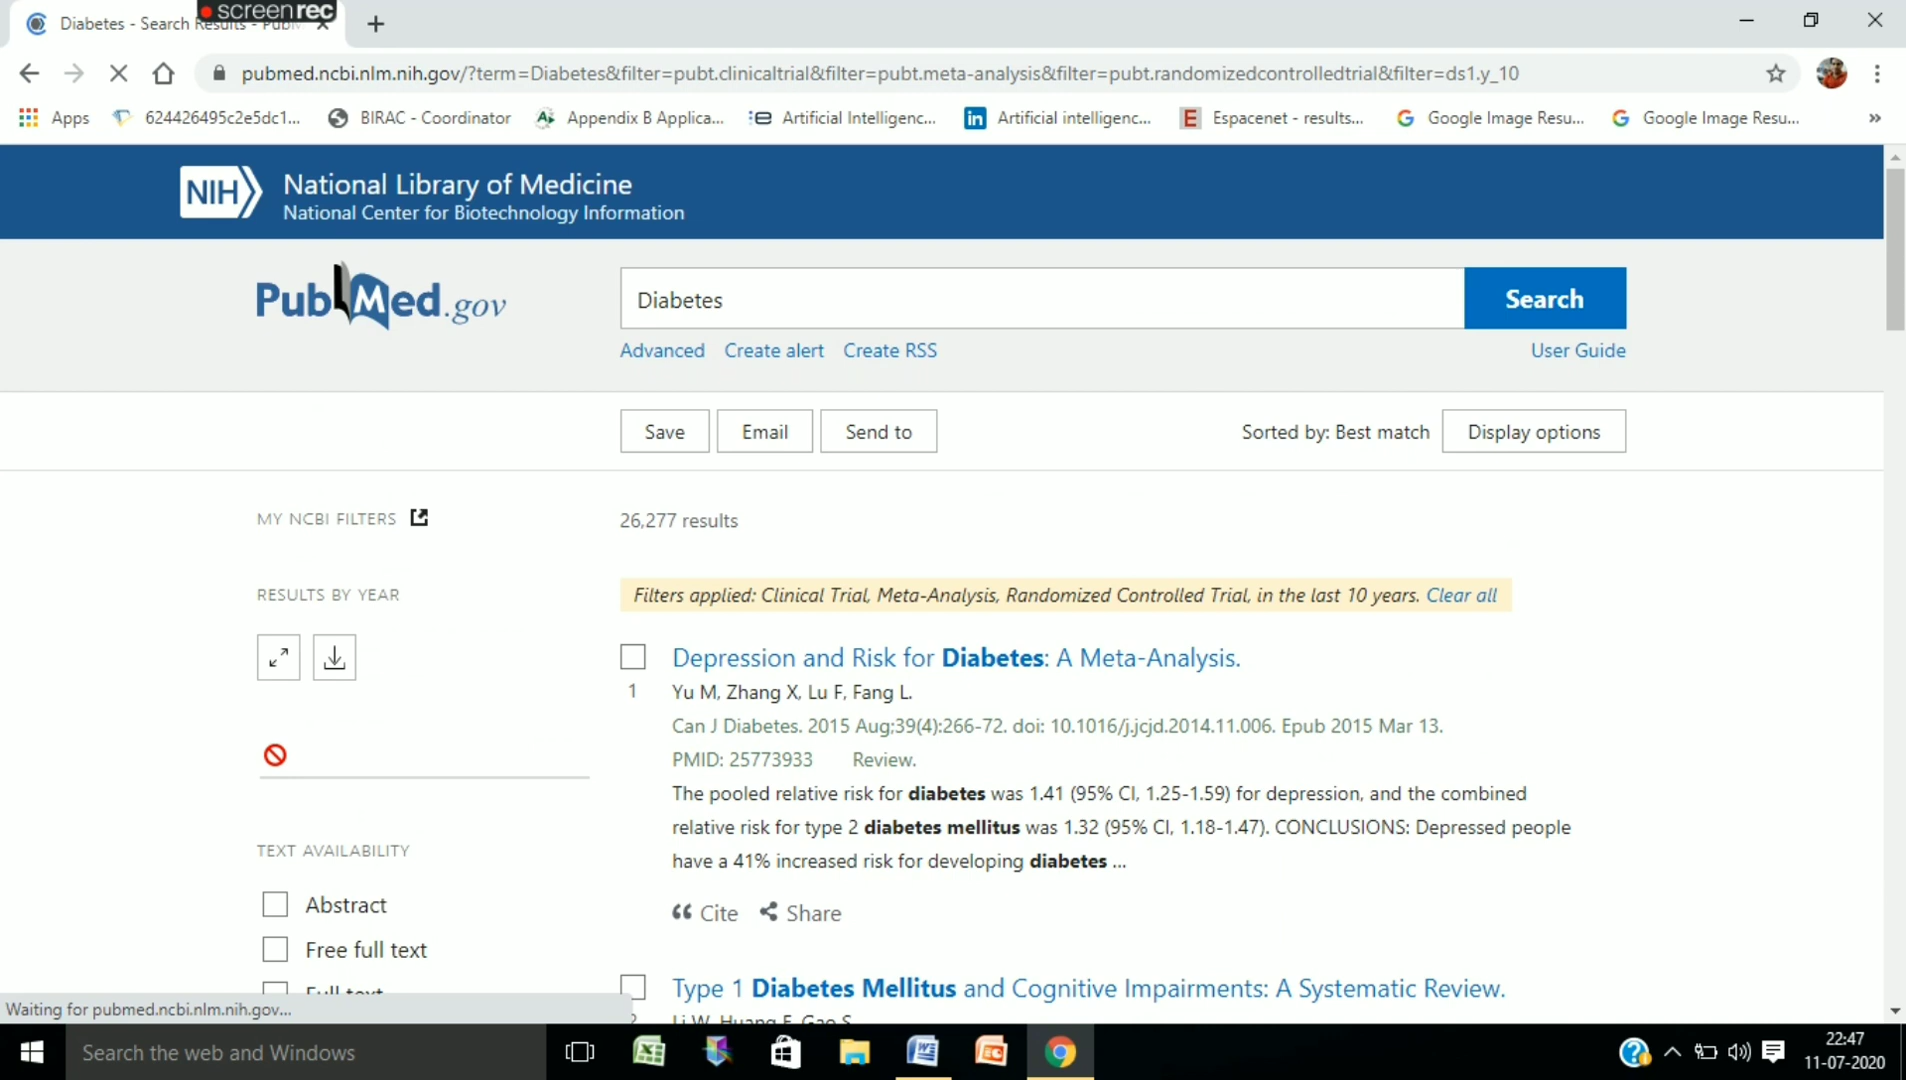 screenrec
Diabetes - Search Results - Pub
pubmed.ncbi.nlm.nih.gov/?term=Diabetes&filter=pubt.clinicaltrial&filter=pubt.meta-analysis&filter=pubt.randomizedcontrolledtrial&filter=ds1.y_10
Apps 624426495c2e5dc1... BIRAC - Coordinator Appendix B Applica... Artificial Intelligenc... in Artificial intelligenc... E Espacenet - results... G Google Image Resu... G Google Image Resu... »
NIH National Library of Medicine
National Center for Biotechnology Information
PubMed.gov
Diabetes
Search
Advanced Create alert Create RSS User Guide
Save Email Send to Sorted by: Best match Display options
MY NCBI FILTERS 26,277 results
RESULTS BY YEAR
Filters applied: Clinical Trial, Meta-Analysis, Randomized Controlled Trial, in the last 10 years. Clear all
Depression and Risk for Diabetes: A Meta-Analysis.
1 Yu M, Zhang X, Lu F, Fang L.
Can J Diabetes. 2015 Aug;39(4):266-72. doi: 10.1016/j.jcjd.2014.11.006. Epub 2015 Mar 13.
PMID: 25773933 Review.
The pooled relative risk for diabetes was 1.41 (95% CI, 1.25-1.59) for depression, and the combined
relative risk for type 2 diabetes mellitus was 1.32 (95% CI, 1.18-1.47). CONCLUSIONS: Depressed people
have a 41% increased risk for developing diabetes ...
Cite Share
TEXT AVAILABILITY
Abstract
Free full text
Full text
Type 1 Diabetes Mellitus and Cognitive Impairments: A Systematic Review.
2 Li W, Huang E, Gao S.
Waiting for pubmed.ncbi.nlm.nih.gov...
Search the web and Windows
22:47
11-07-2020